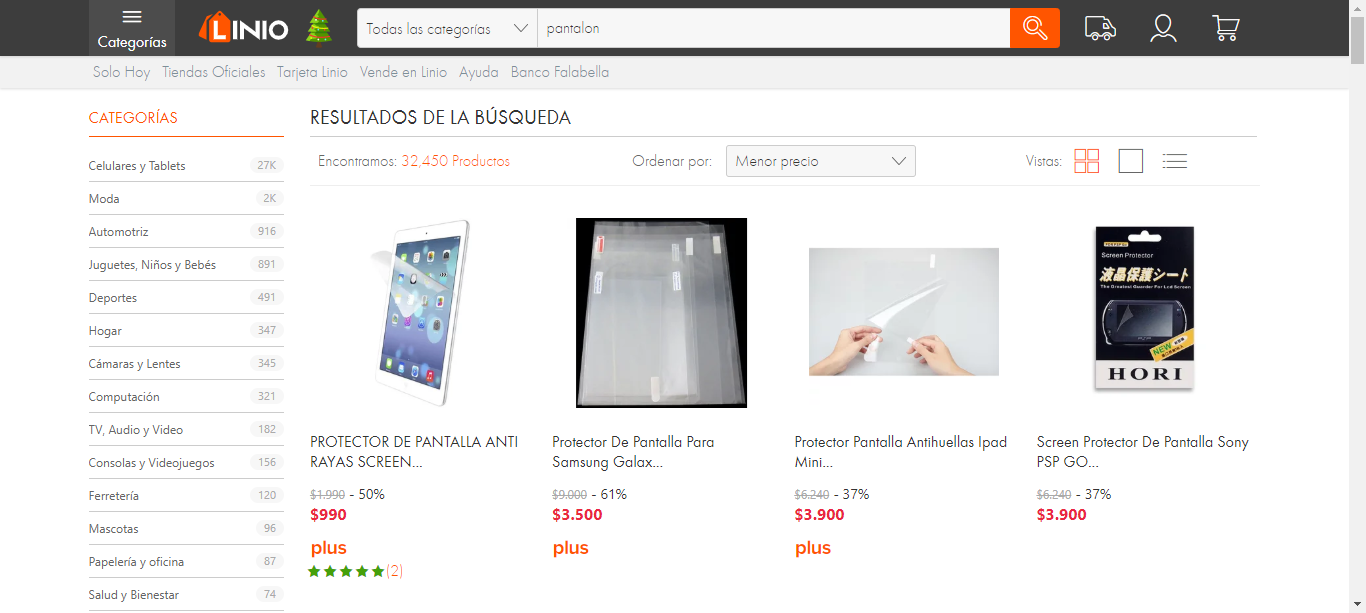 Categorías
LINIO
Todas las categorías
pantalon
Solo Hoy Tiendas Oficiales Tarjeta Linio Vende en Linio Ayuda Banco Falabella
CATEGORÍAS
Celulares y Tablets 27K
Moda 2K
Automotriz 916
Juguetes, Niños y Bebés 891
Deportes 491
Hogar 347
Cámaras y Lentes 345
Computación 321
TV, Audio y Video 182
Consolas y Videojuegos 156
Ferretería 120
Mascotas 96
Papelería y oficina 87
Salud y Bienestar 74
RESULTADOS DE LA BÚSQUEDA
Encontramos: 32,450 Productos
Ordenar por: Menor precio
Vistas:
PROTECTOR DE PANTALLA ANTI
RAYAS SCREEN...
$1.990 - 50%
$990
plus
(2)
Protector De Pantalla Para
Samsung Galax...
$9.000 - 61%
$3.500
plus
Protector Pantalla Antihuellas Ipad
Mini...
$6.240 - 37%
$3.900
plus
Screen Protector
液晶保護シート
The Greatest Guarder For Lcd Screen
NEW
HORI
Screen Protector De Pantalla Sony
PSP GO...
$6.240 - 37%
$3.900